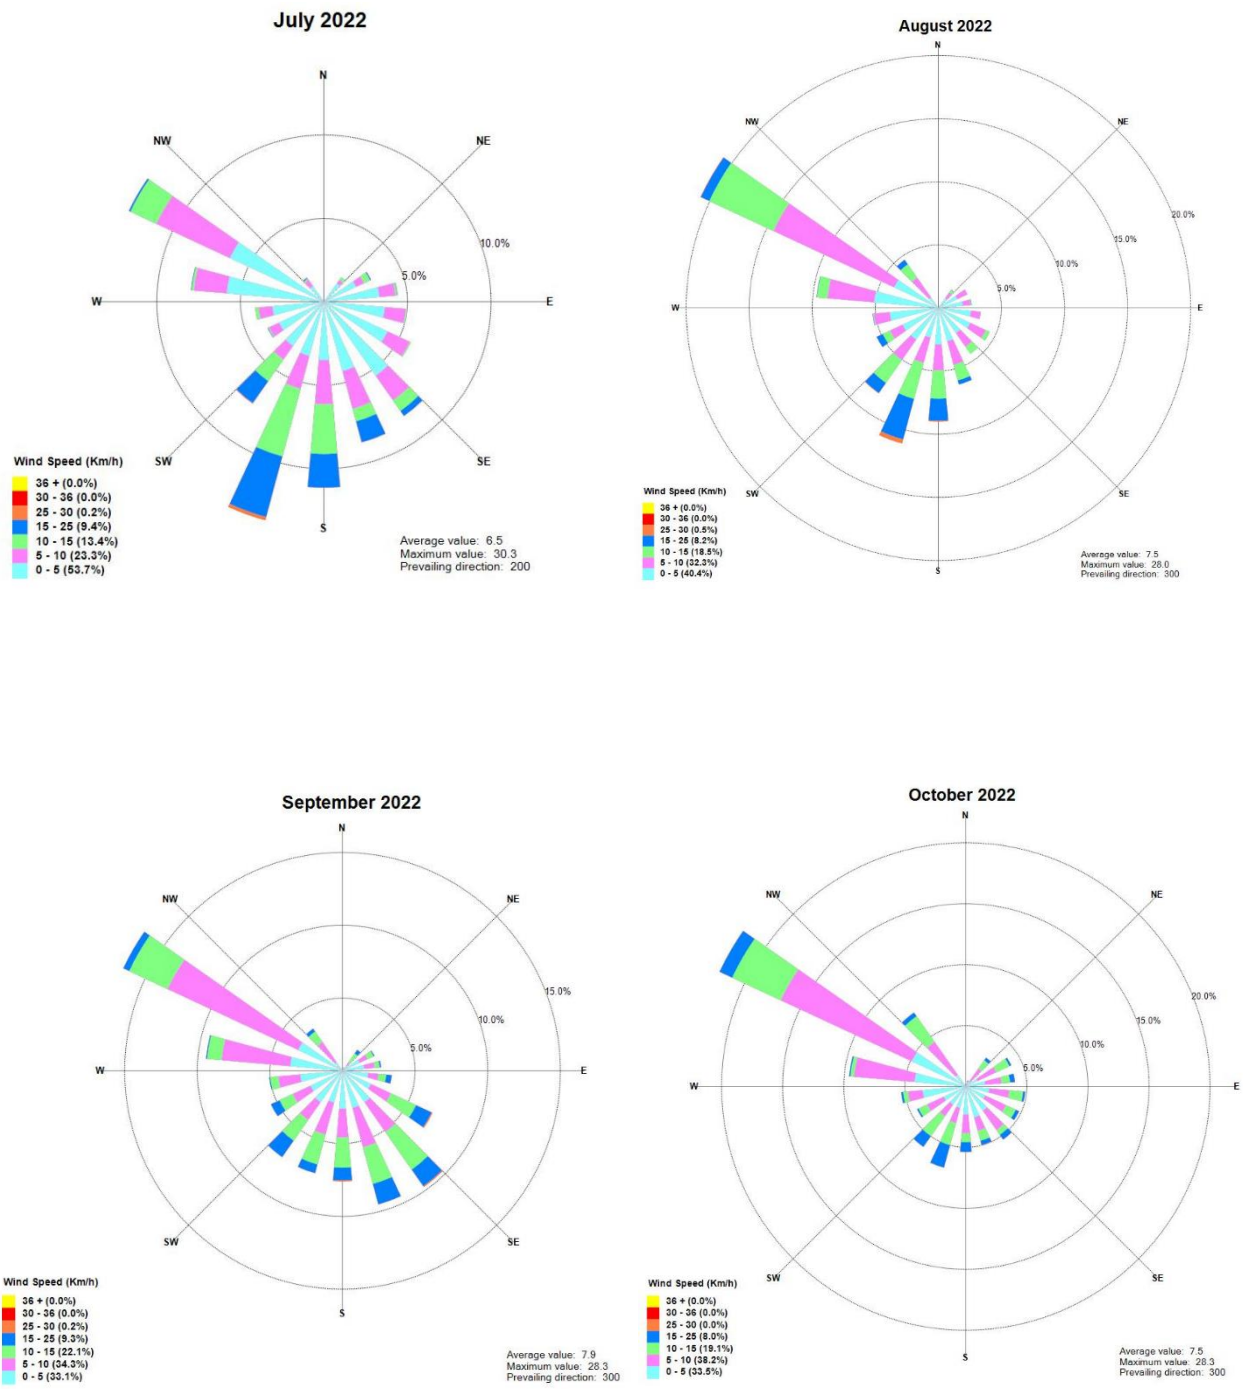 July 2022
N
NW
NE
10.0%
5.0%
W
E
SW
SE
S
Wind Speed (Km/h)
36 + (0.0%)
30 - 36 (0.0%)
25 - 30 (0.2%)
15 - 25 (9.4%)
10 - 15 (13.4%)
5 - 10 (23.3%)
0 - 5 (53.7%)
Average value: 6.5
Maximum value: 30.3
Prevailing direction: 200
August 2022
N
NW
NE
20.0%
15.0%
10.0%
5.0%
W
E
SW
SE
S
Wind Speed (Km/h)
36 + (0.0%)
30 - 36 (0.0%)
25 - 30 (0.5%)
15 - 25 (8.2%)
10 - 15 (18.5%)
5 - 10 (32.3%)
0 - 5 (40.4%)
Average value: 7.5
Maximum value: 28.0
Prevailing direction: 300
September 2022
N
NW
NE
15.0%
10.0%
5.0%
W
E
SW
SE
S
Wind Speed (Km/h)
36 + (0.0%)
30 - 36 (0.0%)
25 - 30 (0.2%)
15 - 25 (9.3%)
10 - 15 (22.1%)
5 - 10 (34.3%)
0 - 5 (33.1%)
Average value: 7.9
Maximum value: 28.3
Prevailing direction: 300
October 2022
N
NW
NE
20.0%
15.0%
10.0%
5.0%
W
E
SW
SE
S
Wind Speed (Km/h)
36 + (0.0%)
30 - 36 (0.0%)
25 - 30 (0.0%)
15 - 25 (8.0%)
10 - 15 (19.1%)
5 - 10 (38.2%)
0 - 5 (33.5%)
Average value: 7.5
Maximum value: 28.3
Prevailing direction: 300